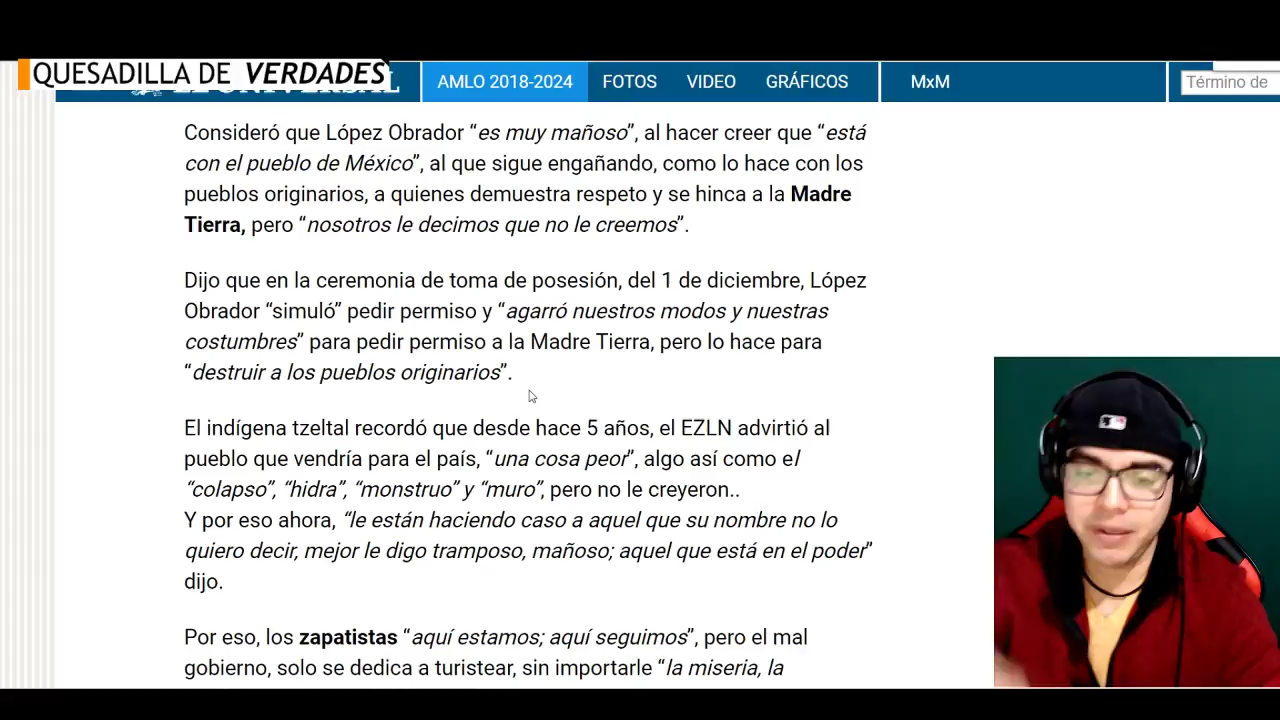 QUESADILLA DE VERDADES
EL UNIVERSAL
AMLO 2018-2024
FOTOS
VIDEO
GRÁFICOS
MxM
Término de
Consideró que López Obrador “es muy mañoso”, al hacer creer que “está
con el pueblo de México”, al que sigue engañando, como lo hace con los
pueblos originarios, a quienes demuestra respeto y se hinca a la Madre
Tierra, pero “nosotros le decimos que no le creemos”.
Dijo que en la ceremonia de toma de posesión, del 1 de diciembre, López
Obrador “simuló” pedir permiso y “agarró nuestros modos y nuestras
costumbres” para pedir permiso a la Madre Tierra, pero lo hace para
“destruir a los pueblos originarios”.
El indígena tzeltal recordó que desde hace 5 años, el EZLN advirtió al
pueblo que vendría para el país, “una cosa peor”, algo así como el
“colapso”, “hidra”, “monstruo” y “muro”, pero no le creyeron..
Y por eso ahora, “le están haciendo caso a aquel que su nombre no lo
quiero decir, mejor le digo tramposo, mañoso; aquel que está en el poder”
dijo.
Por eso, los zapatistas “aquí estamos; aquí seguimos”, pero el mal
gobierno, solo se dedica a turistear, sin importarle “la miseria, la